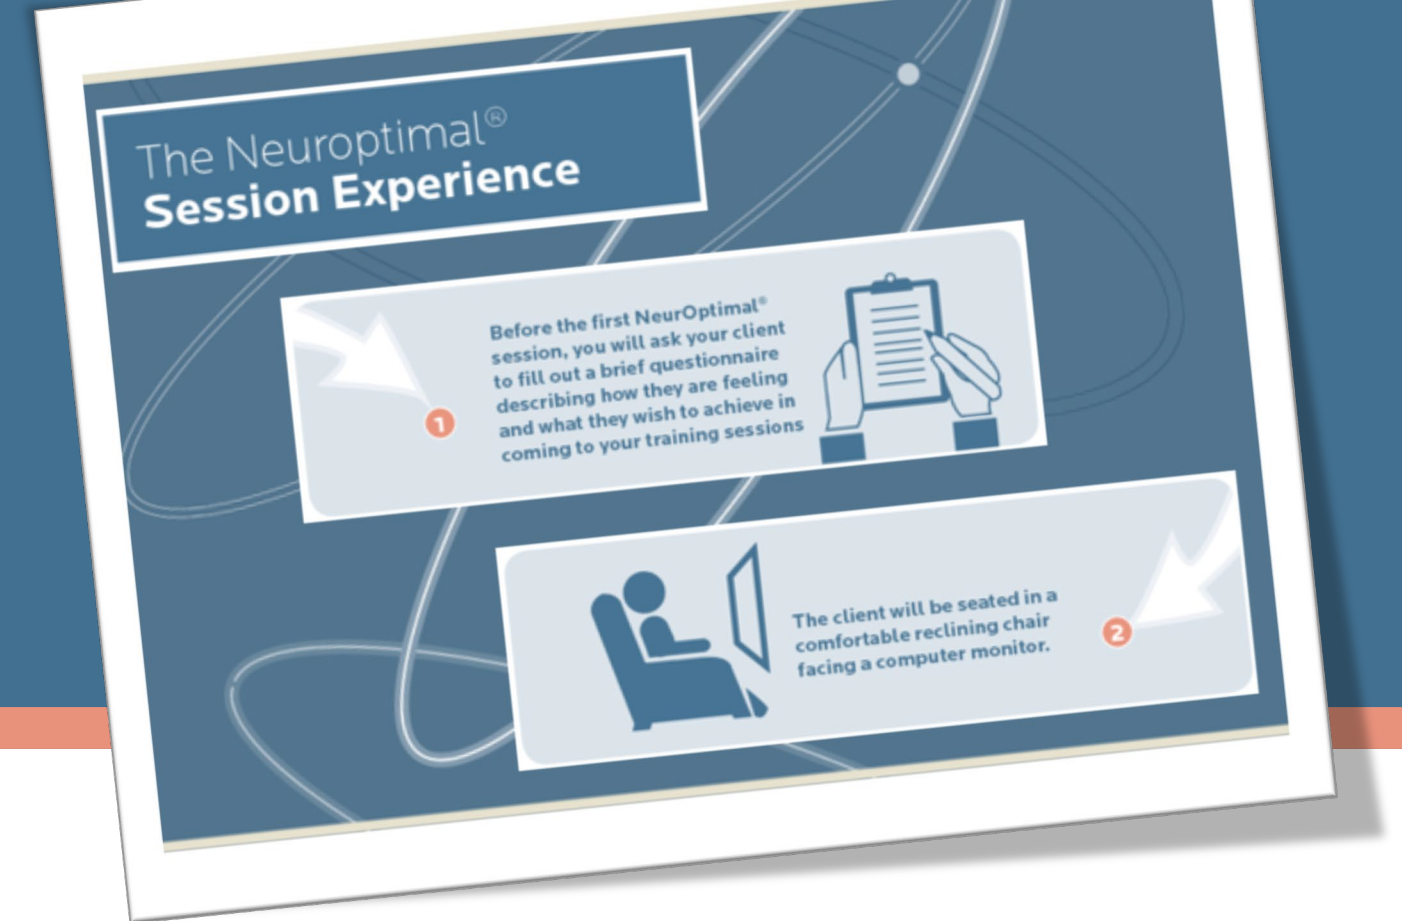 The Neuroptimal®
Session Experience
Before the first NeurOptimal®
session, you will ask your client
to fill out a brief questionnaire
describing how they are feeling
and what they wish to achieve in
coming to your training sessions
1
The client will be seated in a
comfortable reclining chair
facing a computer monitor.
2